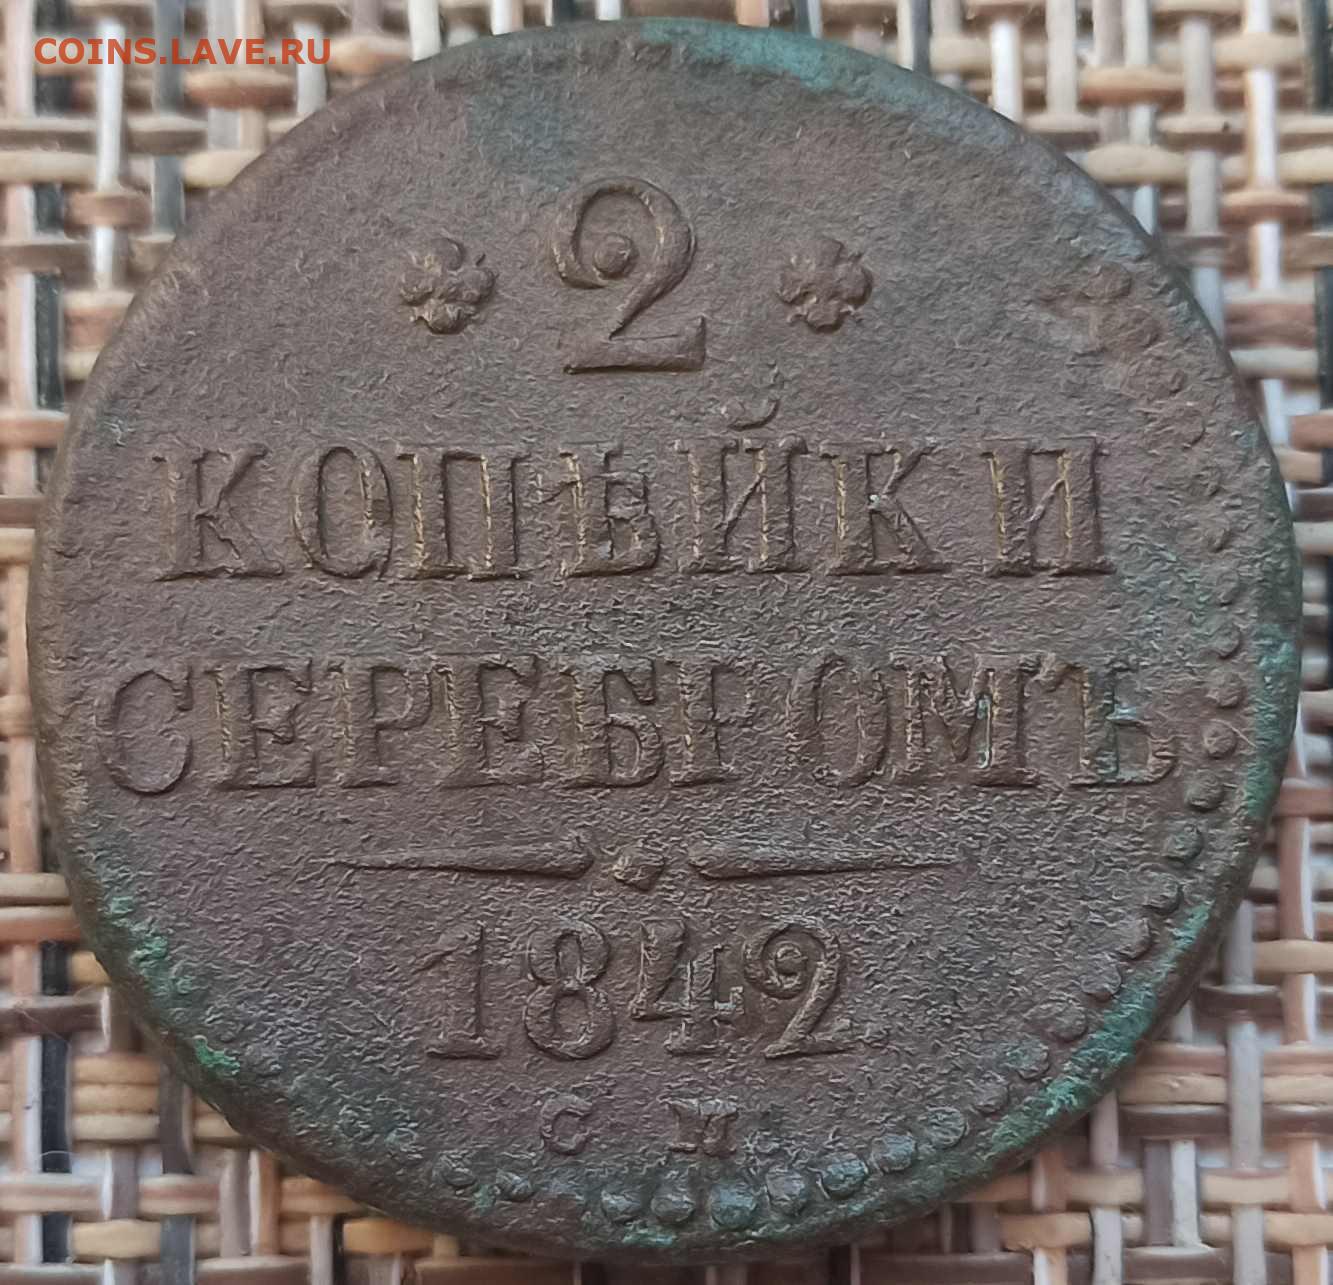 COINS.LAVE.RU
2
КОПѢЙКИ
СЕРЕБРОМЪ
1842
С М